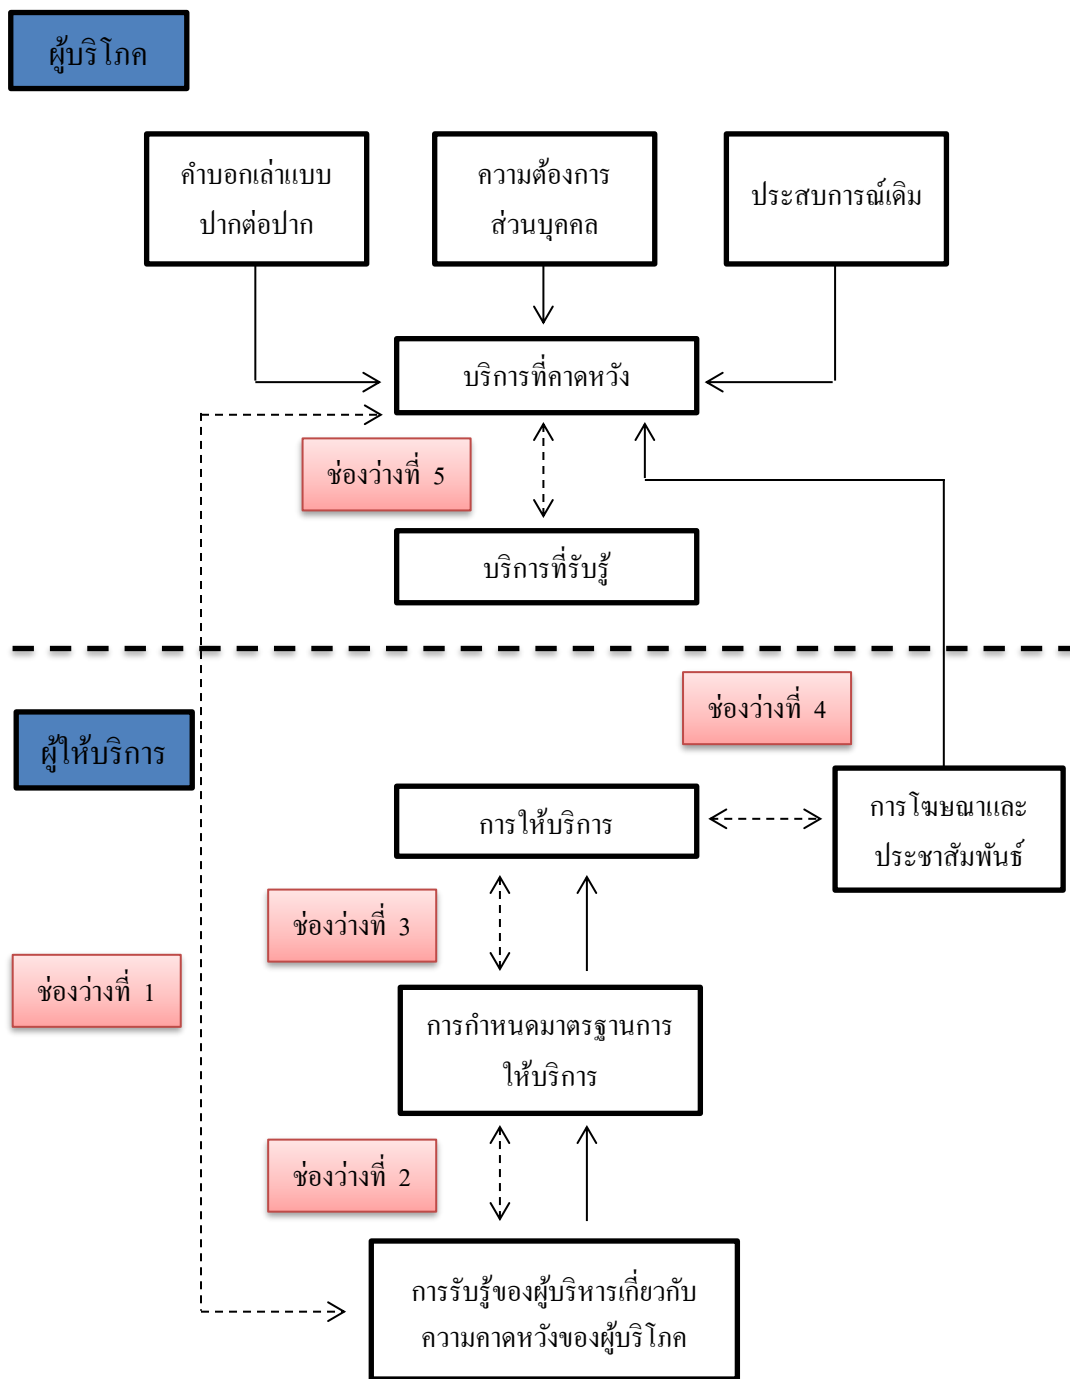 ผู้บริโภค
คำบอกเล่าแบบ
ปากต่อปาก
ความต้องการ
ส่วนบุคคล
ประสบการณ์เดิม
บริการที่คาดหวัง
ช่องว่างที่ 5
บริการที่รับรู้
ช่องว่างที่ 4
ผู้ให้บริการ
การให้บริการ
การโฆษณาและ
ประชาสัมพันธ์
ช่องว่างที่ 3
ช่องว่างที่ 1
การกำหนดมาตรฐานการ
ให้บริการ
ช่องว่างที่ 2
การรับรู้ของผู้บริหารเกี่ยวกับ
ความคาดหวังของผู้บริโภค